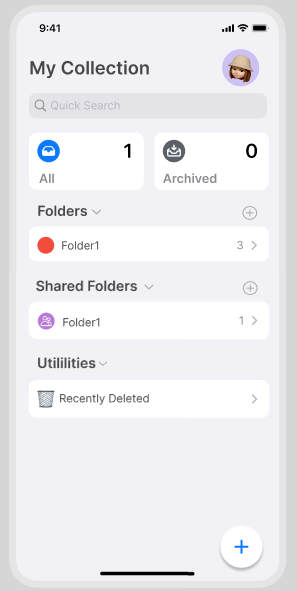 9:41
My Collection
Quick Search
1
0
All
Archived
Folders
Folder1 3
Shared Folders
Folder1 1
Utililities
Recently Deleted